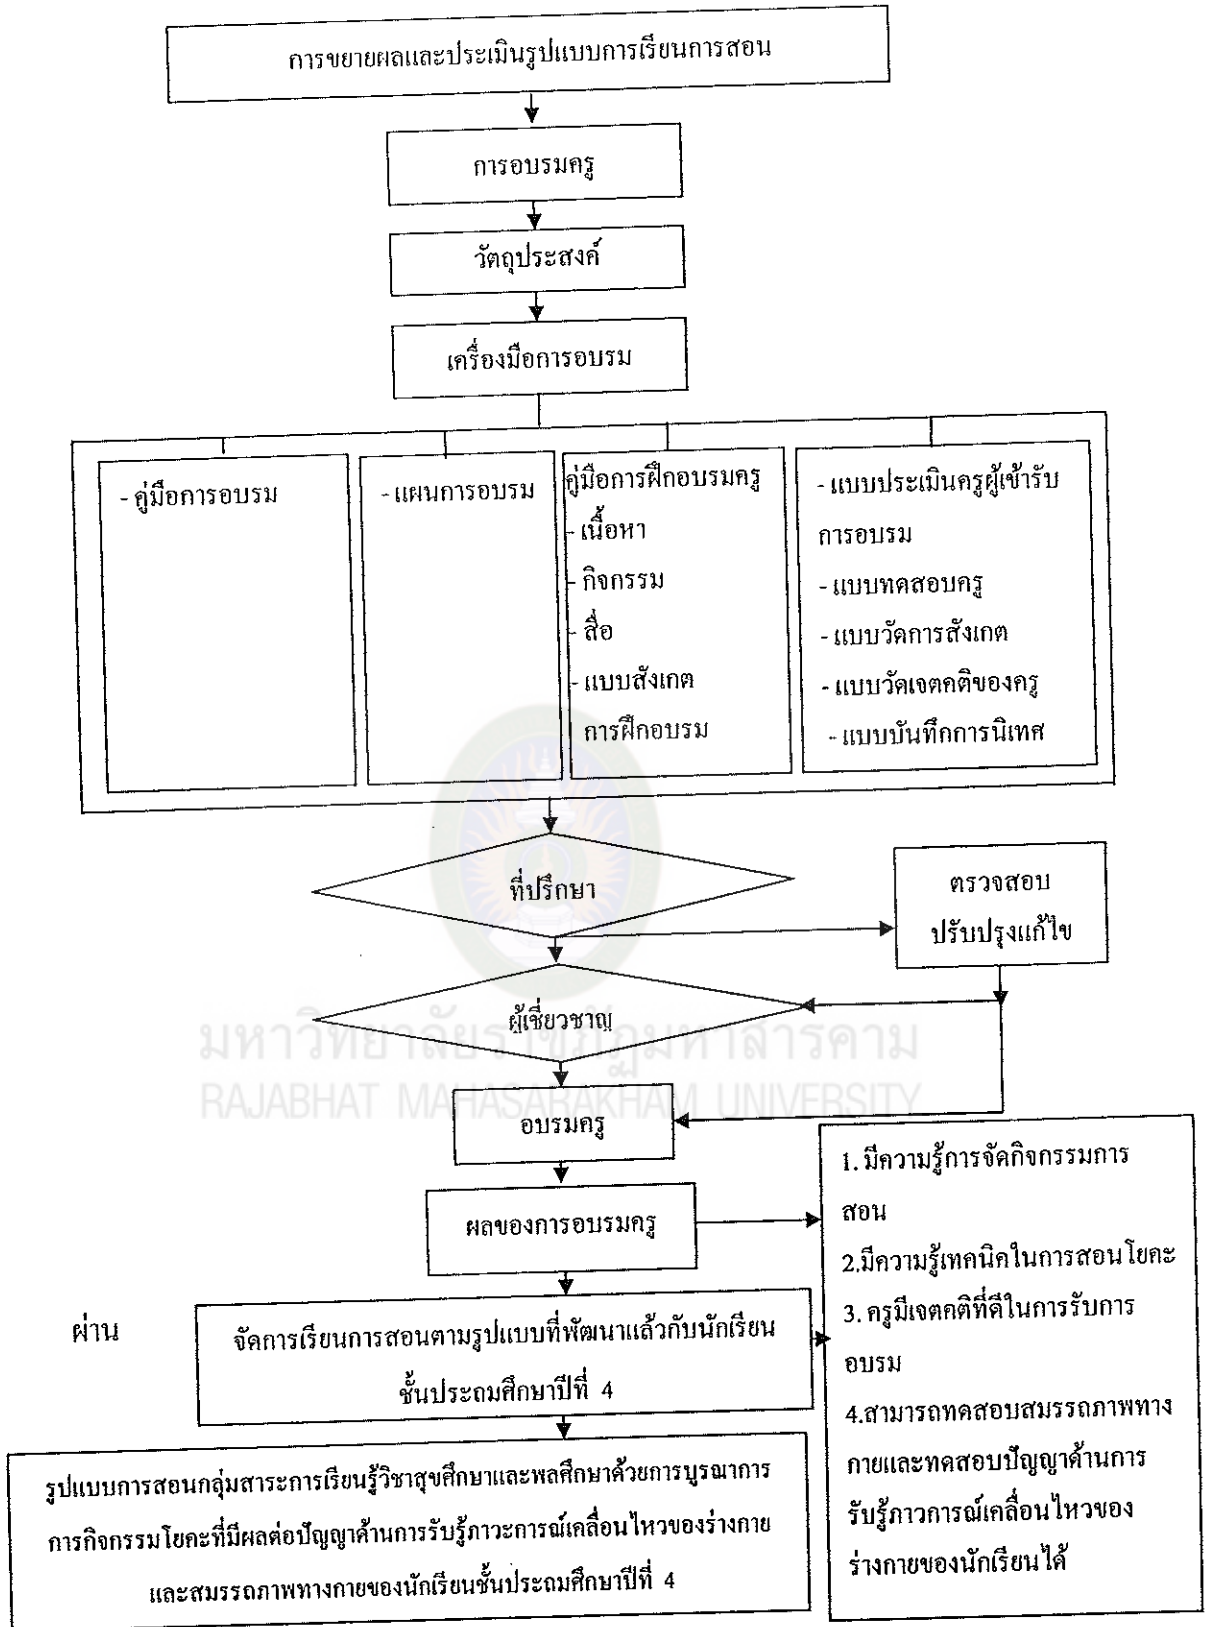 การขยายผลและประเมินรูปแบบการเรียนการสอน
การอบรมครู
วัตถุประสงค์
เครื่องมือการอบรม
- คู่มือการอบรม
- แผนการอบรม
คู่มือการฝึกอบรมครู
- เนื้อหา
- กิจกรรม
- สื่อ
- แบบสังเกต
การฝึกอบรม
- แบบประเมินครูผู้เข้ารับ
การอบรม
- แบบทดสอบครู
- แบบวัดการสังเกต
- แบบวัดเจตคติของครู
- แบบบันทึกการนิเทศ
ที่ปรึกษา
ตรวจสอบ
ปรับปรุงแก้ไข
ผู้เชี่ยวชาญ
มหาวิทยาลัยราชภัฏมหาสารคาม
RAJABHAT MAHASARAKHAM UNIVERSITY
อบรมครู
ผลของการอบรมครู
1. มีความรู้การจัดกิจกรรมการ
สอน
2.มีความรู้เทคนิคในการสอนโยคะ
3. ครูมีเจตคติที่ดีในการรับการ
อบรม
4.สามารถทดสอบสมรรถภาพทาง
กายและทดสอบปัญญาด้านการ
รับรู้ภาวการณ์เคลื่อนไหวของ
ร่างกายของนักเรียนได้
ผ่าน
จัดการเรียนการสอนตามรูปแบบที่พัฒนาแล้วกับนักเรียน
ชั้นประถมศึกษาปีที่ 4
รูปแบบการสอนกลุ่มสาระการเรียนรู้วิชาสุขศึกษาและพลศึกษาด้วยการบูรณาการ
การกิจกรรมโยคะที่มีผลต่อปัญญาด้านการรับรู้ภาวะการณ์เคลื่อนไหวของร่างกาย
และสมรรถภาพทางกายของนักเรียนชั้นประถมศึกษาปีที่ 4